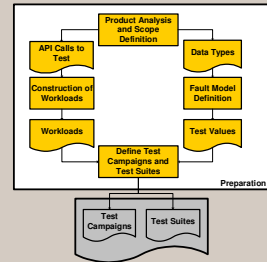 Product Analysis
and Scope
Definition
API Calls to
Test
Data Types
Construction of
Workloads
Fault Model
Definition
Workloads
Test Values
Define Test
Campaigns and
Test Suites
Preparation
Test
Campaigns
Test Suites